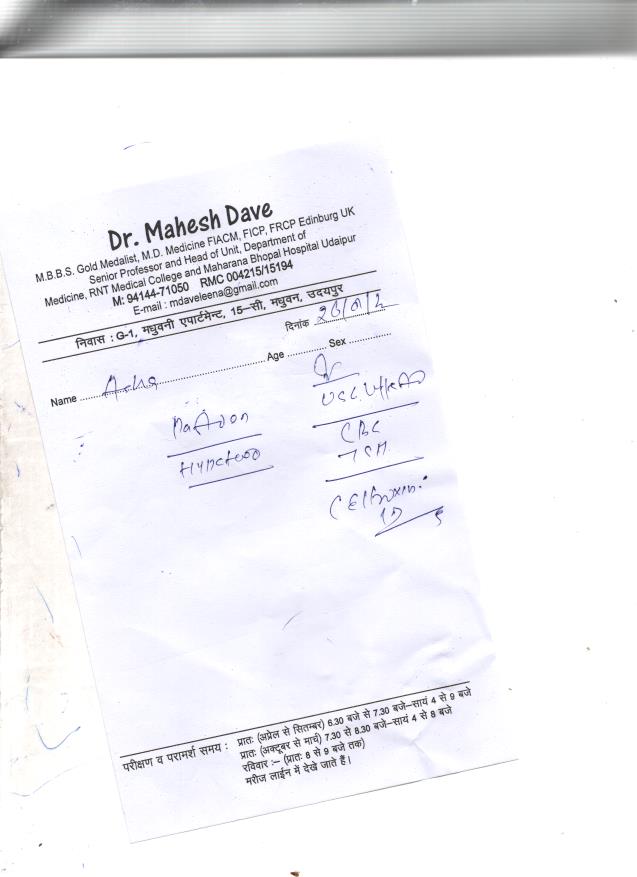 Dr. Mahesh Dave
M.B.B.S. Gold Medalist, M.D. Medicine FIACM, FICP, FRCP Edinburg UK
Senior Professor and Head of Unit, Department of
Medicine, RNT Medical College and Maharana Bhopal Hospital Udaipur
M: 94144-71050 RMC 004215/15194
E-mail : mdaveleena@gmail.com
निवास : G-1, मधुवनी एपार्टमेन्ट, 15-सी, मधुवन, उदयपुर
दिनांक
Name Age Sex
CBC
TSH
परीक्षण व परामर्श समय : प्रातः (अप्रेल से सितम्बर) 6.30 बजे से 7.30 बजे-सायं 4 से 9 बजे
प्रातः (अक्टूबर से मार्च) 7.30 से 8.30 बजे-सायं 4 से 8 बजे
रविवार :- (प्रातः 8 से 9 बजे तक)
मरीज लाईन में देखे जाते हैं।